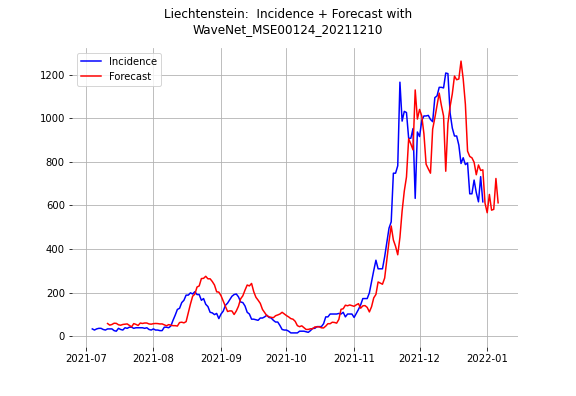 Liechtenstein:  Incidence + Forecast with
WaveNet_MSE00124_20211210
Incidence
Forecast
1200
1000
800
600
400
200
0
2021-07 2021-08 2021-09 2021-10 2021-11 2021-12 2022-01